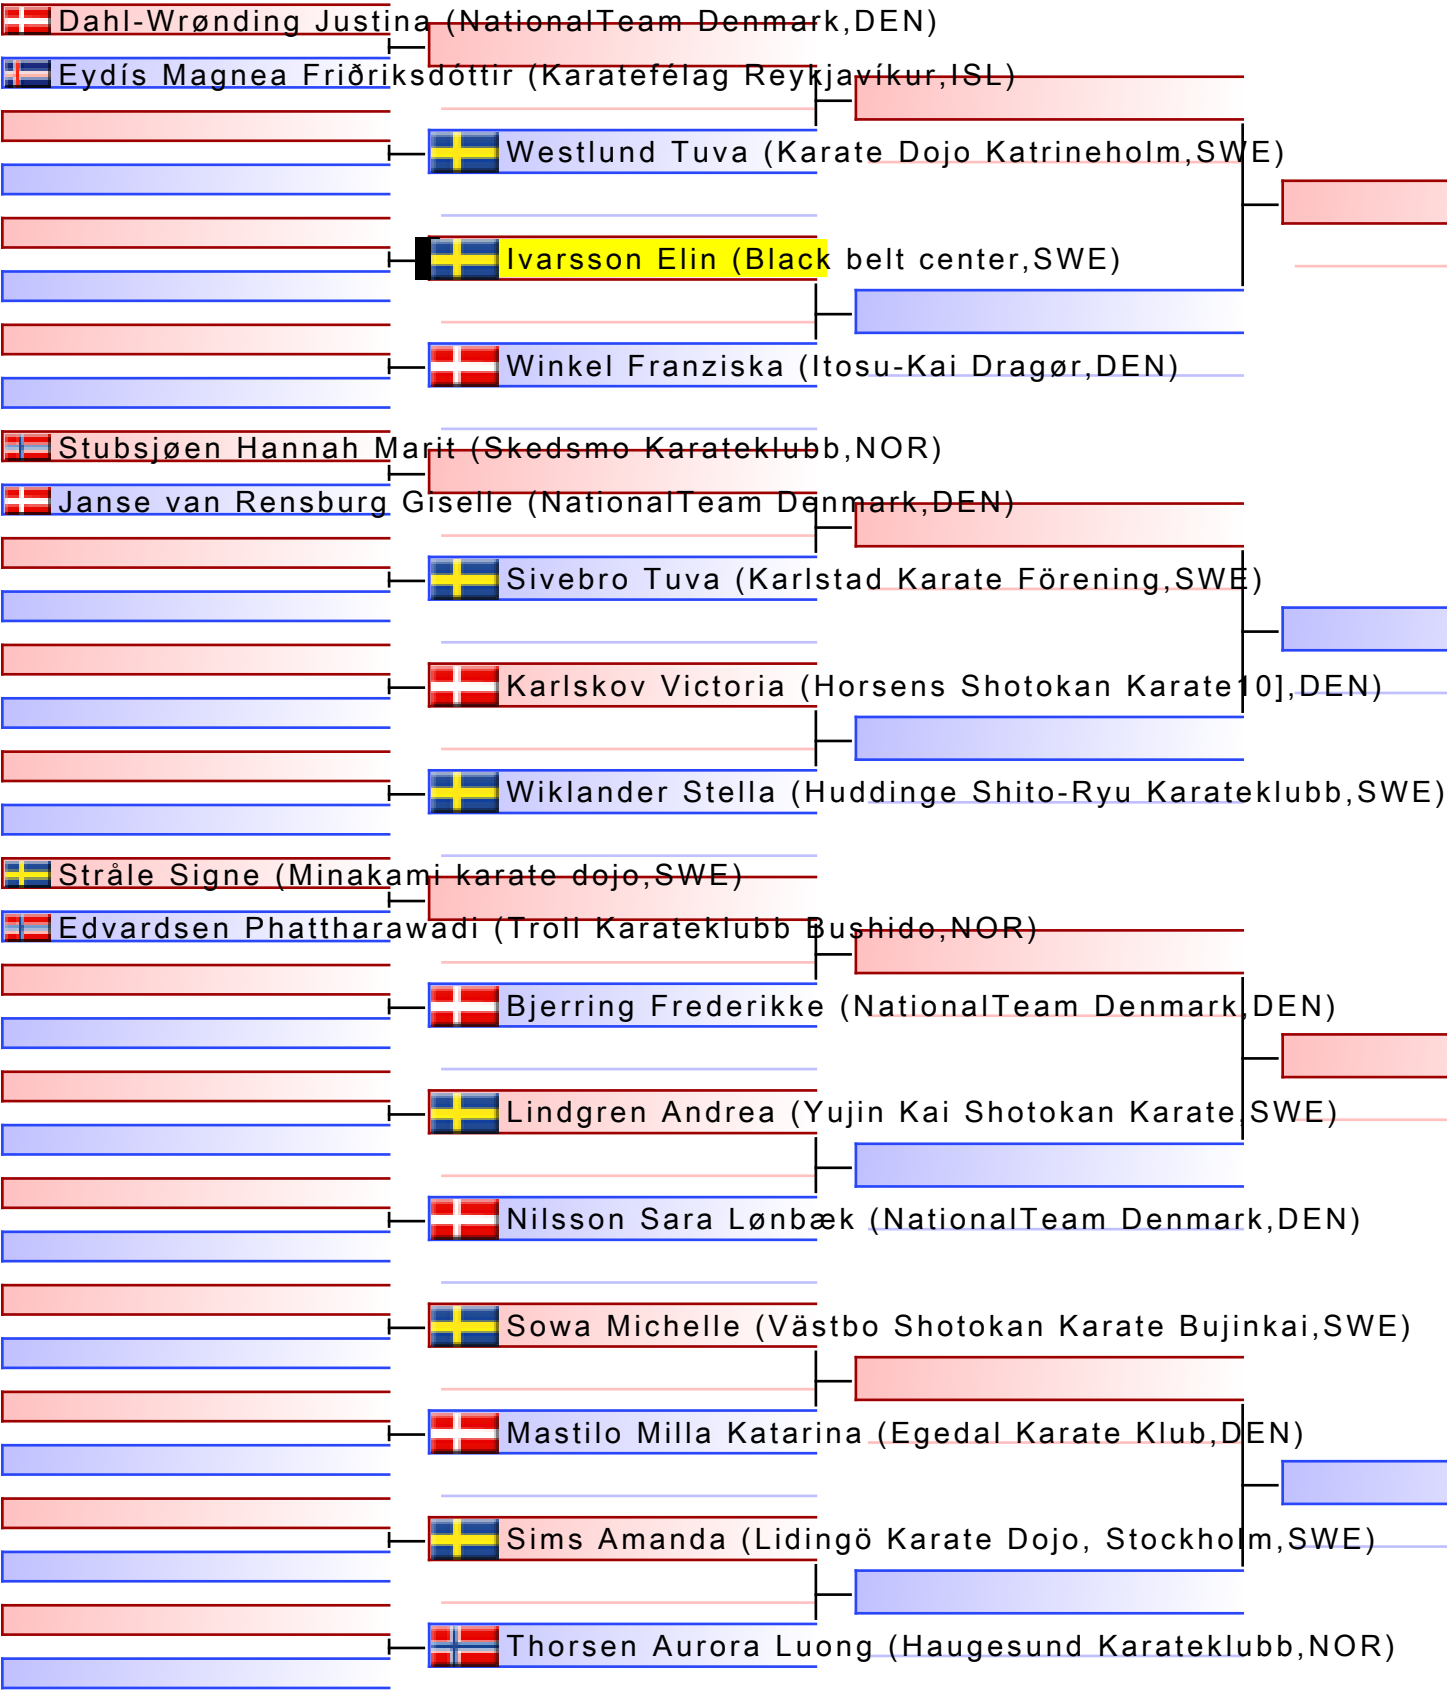 Dahl-Wrønding Justina (NationalTeam Denmark,DEN)
Eydís Magnea Friðriksdóttir (Karatefélag Reykjavíkur,ISL)
Westlund Tuva (Karate Dojo Katrineholm,SWE)
Ivarsson Elin (Black belt center,SWE)
Winkel Franziska (Itosu-Kai Dragør,DEN)
Stubsjøen Hannah Marit (Skedsmo Karateklubb,NOR)
Janse van Rensburg Giselle (NationalTeam Denmark,DEN)
Sivebro Tuva (Karlstad Karate Förening,SWE)
Karlskov Victoria (Horsens Shotokan Karate10],DEN)
Wiklander Stella (Huddinge Shito-Ryu Karateklubb,SWE)
Stråle Signe (Minakami karate dojo,SWE)
Edvardsen Phattharawadi (Troll Karateklubb Bushido,NOR)
Bjerring Frederikke (NationalTeam Denmark,DEN)
Lindgren Andrea (Yujin Kai Shotokan Karate,SWE)
Nilsson Sara Lønbæk (NationalTeam Denmark,DEN)
Sowa Michelle (Västbo Shotokan Karate Bujinkai,SWE)
Mastilo Milla Katarina (Egedal Karate Klub,DEN)
Sims Amanda (Lidingö Karate Dojo, Stockholm,SWE)
Thorsen Aurora Luong (Haugesund Karateklubb,NOR)